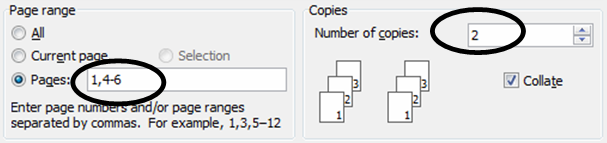 Page range
All
Current page
Selection
Pages: 1,4-6
Enter page numbers and/or page ranges
separated by commas. For example, 1,3,5–12
Copies
Number of copies: 2
3 3
2 2
1 1
Collate